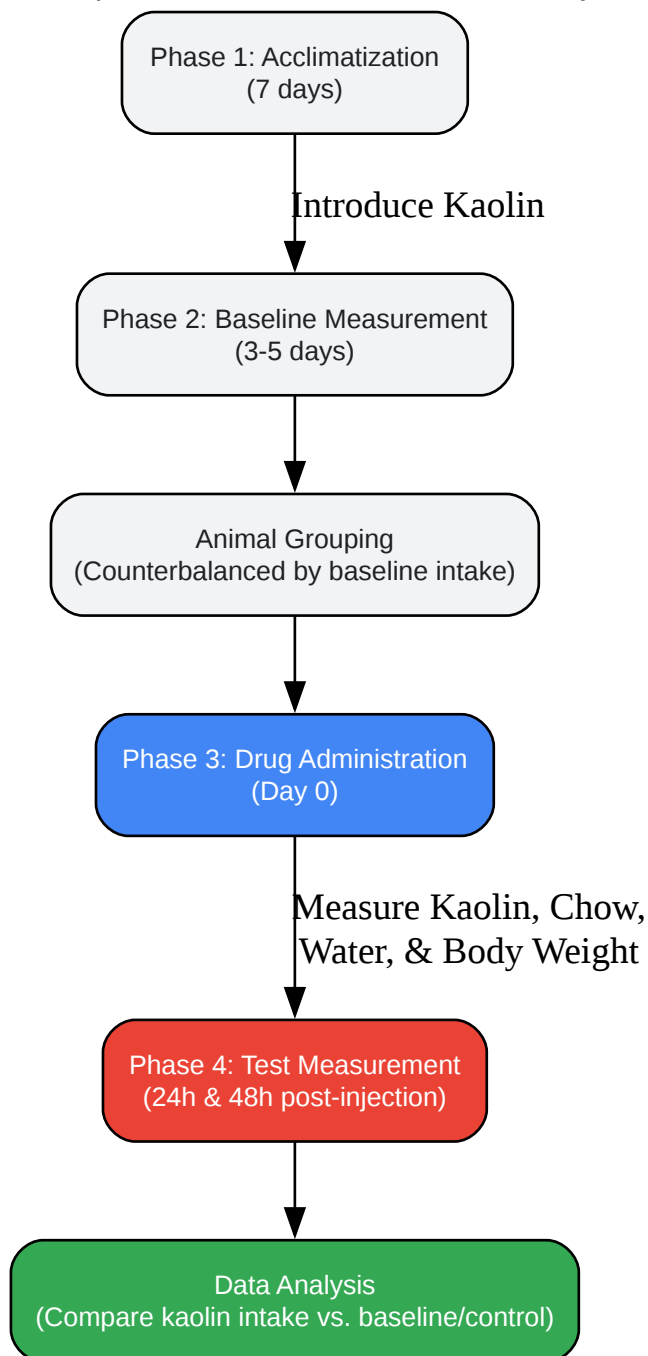 Phase 1: Acclimatization
(7 days)
Introduce Kaolin
Phase 2: Baseline Measurement
(3-5 days)
Animal Grouping
(Counterbalanced by baseline intake)
Phase 3: Drug Administration
(Day 0)
Measure Kaolin, Chow,
Water, & Body Weight
Phase 4: Test Measurement
(24h & 48h post-injection)
Data Analysis
(Compare kaolin intake vs. baseline/control)